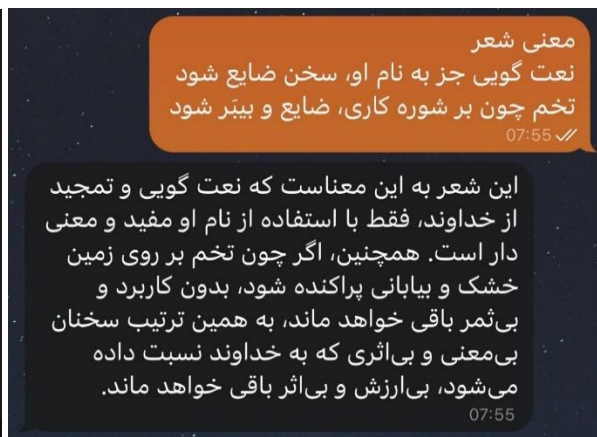 معنی شعر
نعت گویی جز به نام او، سخن ضایع شود
تخم چون بر شوره کاری، ضایع و بیبَر شود
07:55
این شعر به این معناست که نعت گویی و تمجید
از خداوند، فقط با استفاده از نام او مفید و معنی
دار است. همچنین، اگر چون تخم بر روی زمین
خشک و بیابانی پراکنده شود، بدون کاربرد و
بی‌ثمر باقی خواهد ماند، به همین ترتیب سخنان
بی‌معنی و بی‌اثری که به خداوند نسبت داده
می‌شود، بی‌ارزش و بی‌اثر باقی خواهد ماند.
07:55